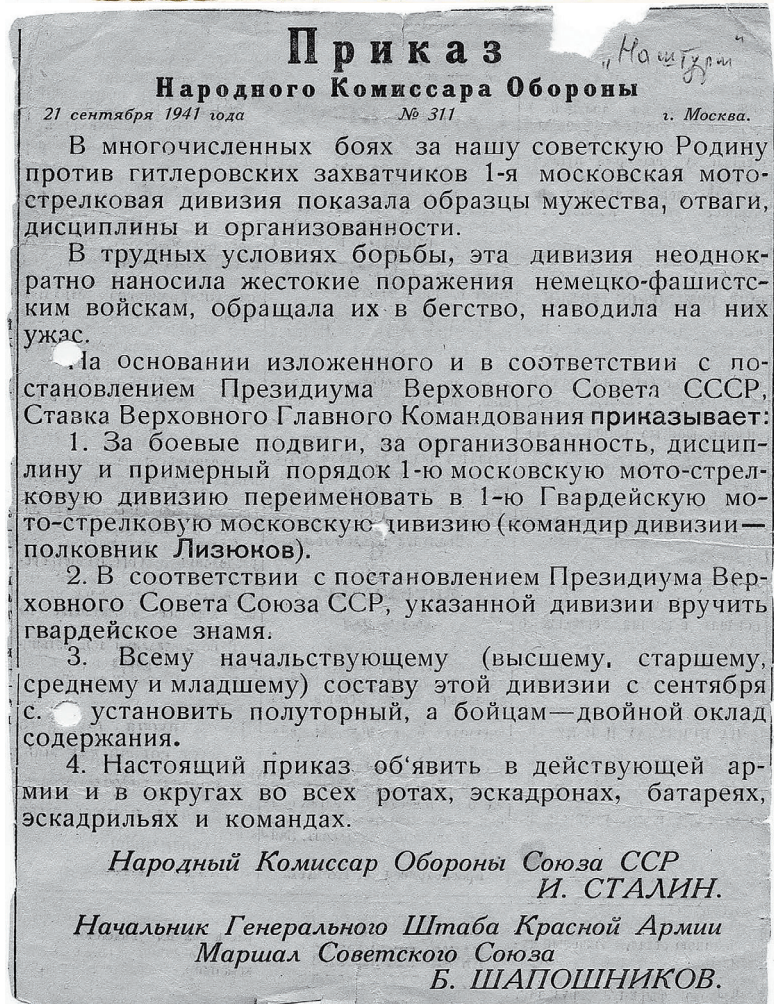 Приказ
„На штурм"
Народного Комиссара Обороны
21 сентября 1941 года № 311 г. Москва.
В многочисленных боях за нашу советскую Родину
против гитлеровских захватчиков 1-я московская мото-
стрелковая дивизия показала образцы мужества, отваги,
дисциплины и организованности.
В трудных условиях борьбы, эта дивизия неоднок-
ратно наносила жестокие поражения немецко-фашистс-
ким войскам, обращала их в бегство, наводила на них
ужас.
На основании изложенного и в соответствии с по-
становлением Президиума Верховного Совета СССР,
Ставка Верховного Главного Командования приказывает:
1. За боевые подвиги, за организованность, дисцип-
лину и примерный порядок 1-ю московскую мото-стрел-
ковую дивизию переименовать в 1-ю Гвардейскую мо-
то-стрелковую московскую дивизию (командир дивизии—
полковник Лизюков).
2. В соответствии с постановлением Президиума Вер-
ховного Совета Союза ССР, указанной дивизии вручить
гвардейское знамя.
3. Всему начальствующему (высшему, старшему,
среднему и младшему) составу этой дивизии с сентября
с. установить полуторный, а бойцам—двойной оклад
содержания.
4. Настоящий приказ об‘явить в действующей ар-
мии и в округах во всех ротах, эскадронах, батареях,
эскадрильях и командах.
Народный Комиссар Обороны Союза ССР
И. СТАЛИН.
Начальник Генерального Штаба Красной Армии
Маршал Советского Союза
Б. ШАПОШНИКОВ.